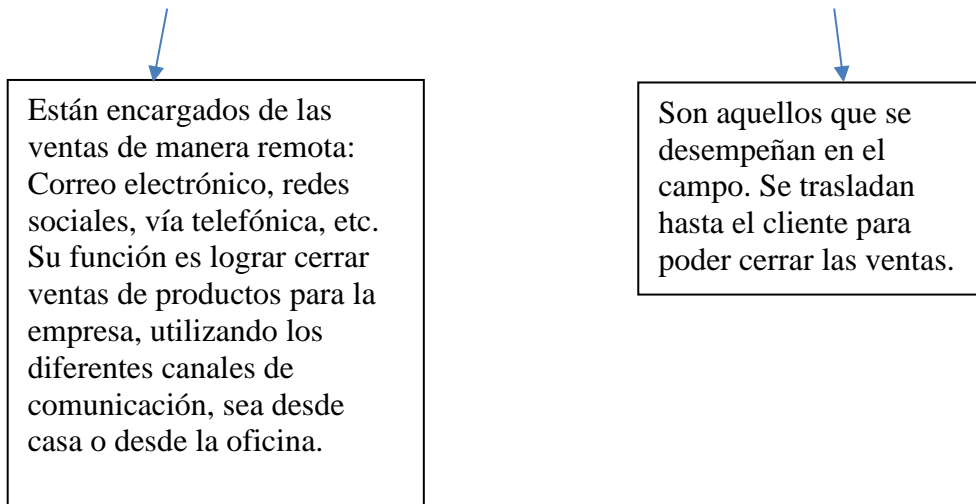 Están encargados de las
ventas de manera remota:
Correo electrónico, redes
sociales, vía telefónica, etc.
Su función es lograr cerrar
ventas de productos para la
empresa, utilizando los
diferentes canales de
comunicación, sea desde
casa o desde la oficina.
Son aquellos que se
desempeñan en el
campo. Se trasladan
hasta el cliente para
poder cerrar las ventas.